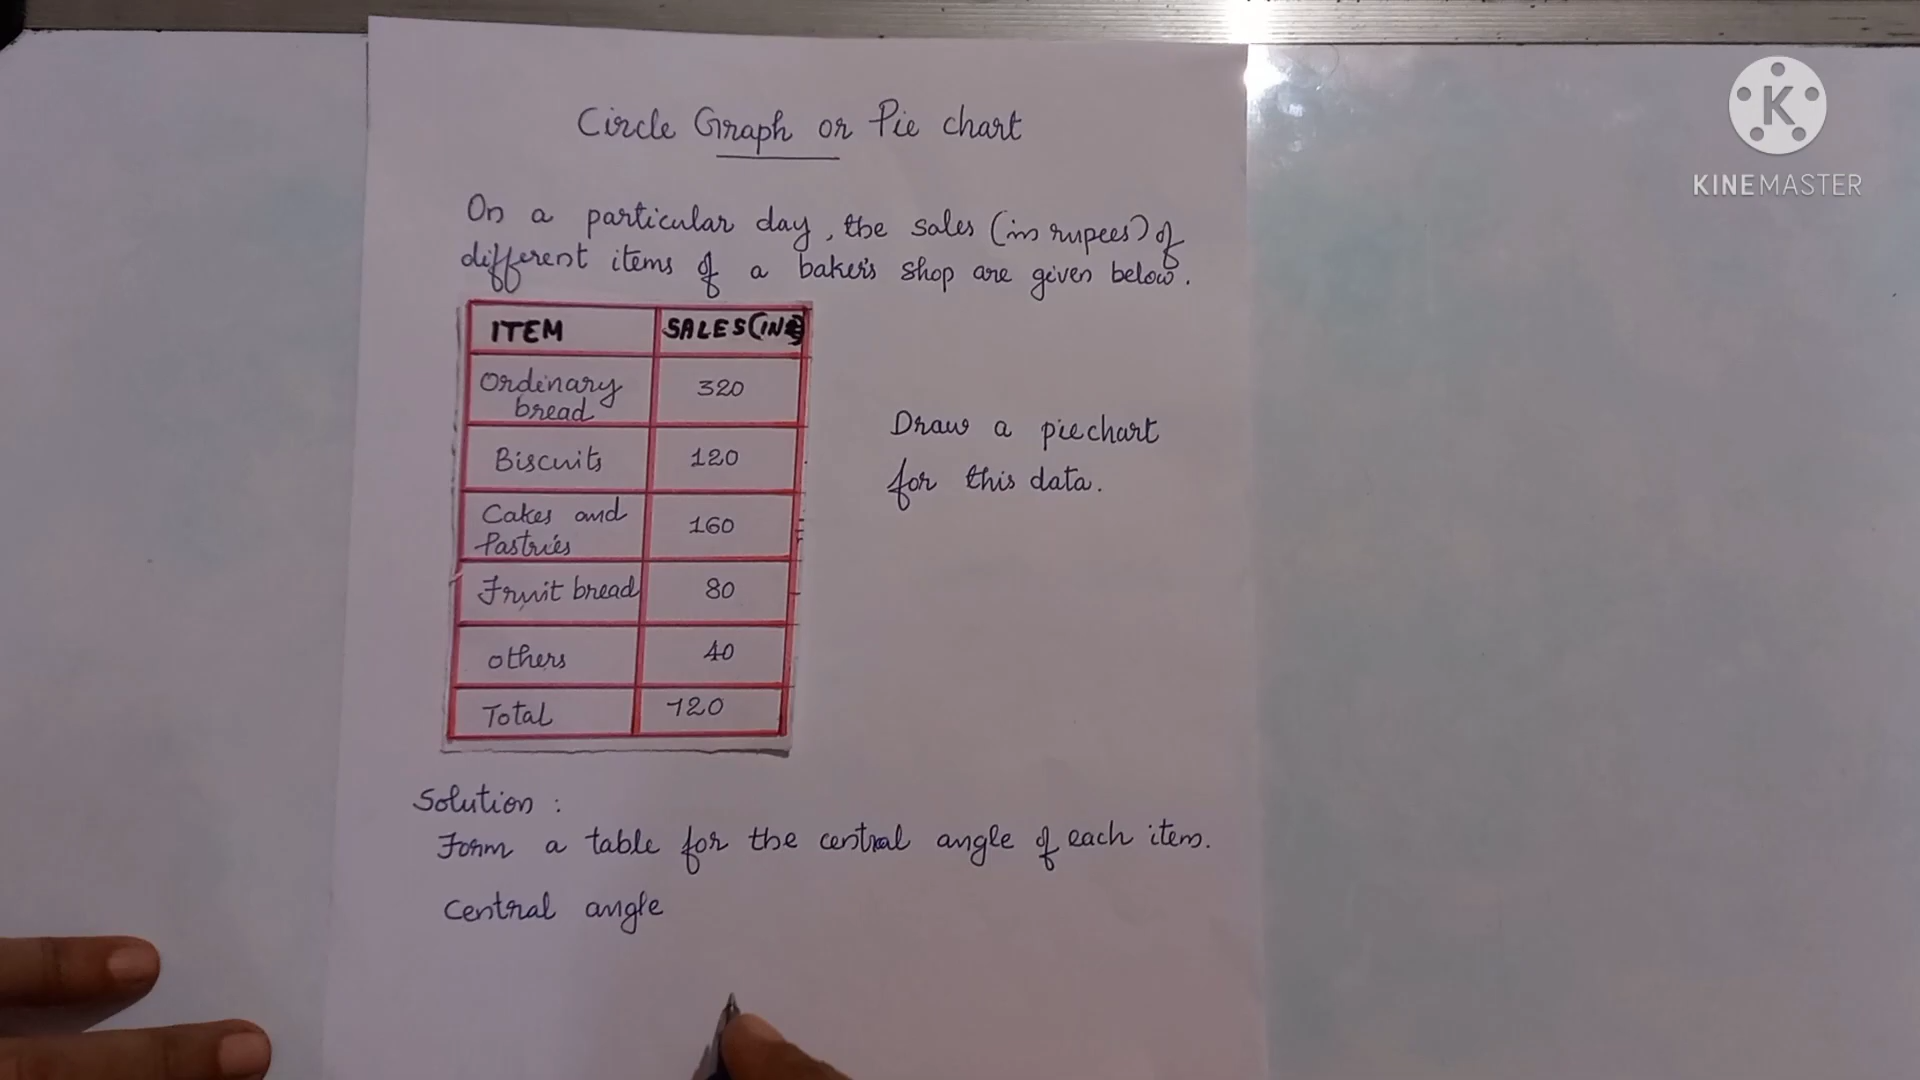 Circle Graph or Pie chart
K
KINEMASTER
On a particular day, the sales (in rupees) of
different items of a baker's shop are given below.
ITEM SALES(IN
Ordinary
bread
320
Biscuits 120
Draw a piechart
for this data.
Cakes and
Pastries
160
Fruit bread 80
others 40
Total 720
Solution :
Form a table for the central angle of each item.
Central angle